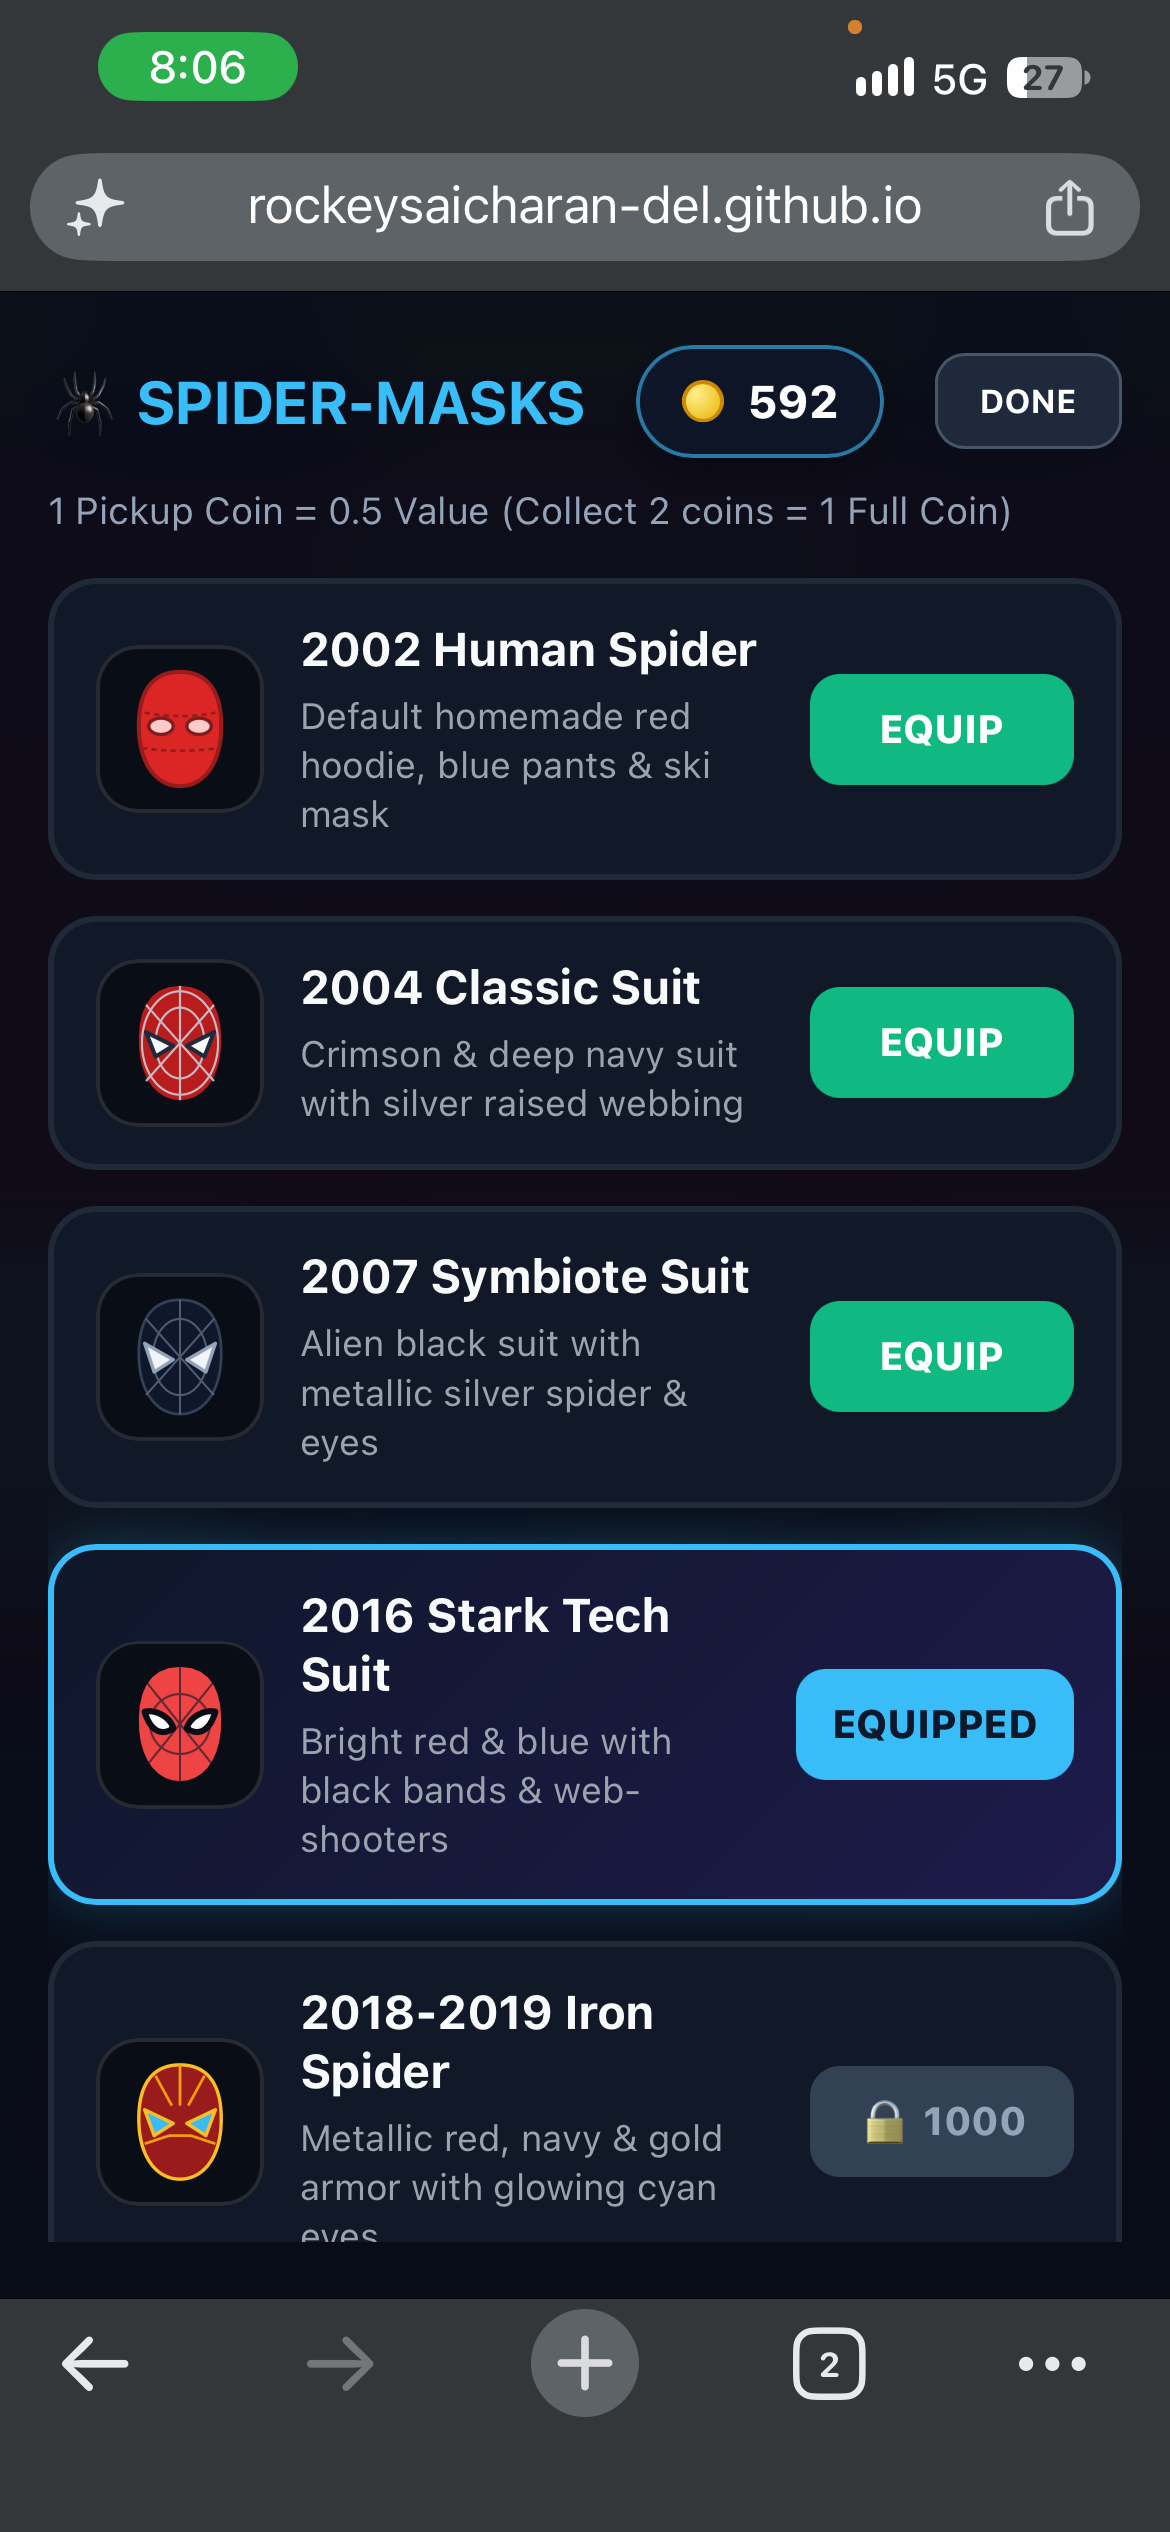 8:06
5G 27
rockeysaicharan-del.github.io
SPIDER-MASKS
592
DONE
1 Pickup Coin = 0.5 Value (Collect 2 coins = 1 Full Coin)
2002 Human Spider
Default homemade red
hoodie, blue pants & ski
mask
EQUIP
2004 Classic Suit
Crimson & deep navy suit
with silver raised webbing
EQUIP
2007 Symbiote Suit
Alien black suit with
metallic silver spider &
eyes
EQUIP
2016 Stark Tech
Suit
Bright red & blue with
black bands & web-
shooters
EQUIPPED
2018-2019 Iron
Spider
Metallic red, navy & gold
armor with glowing cyan
eyes
1000
2